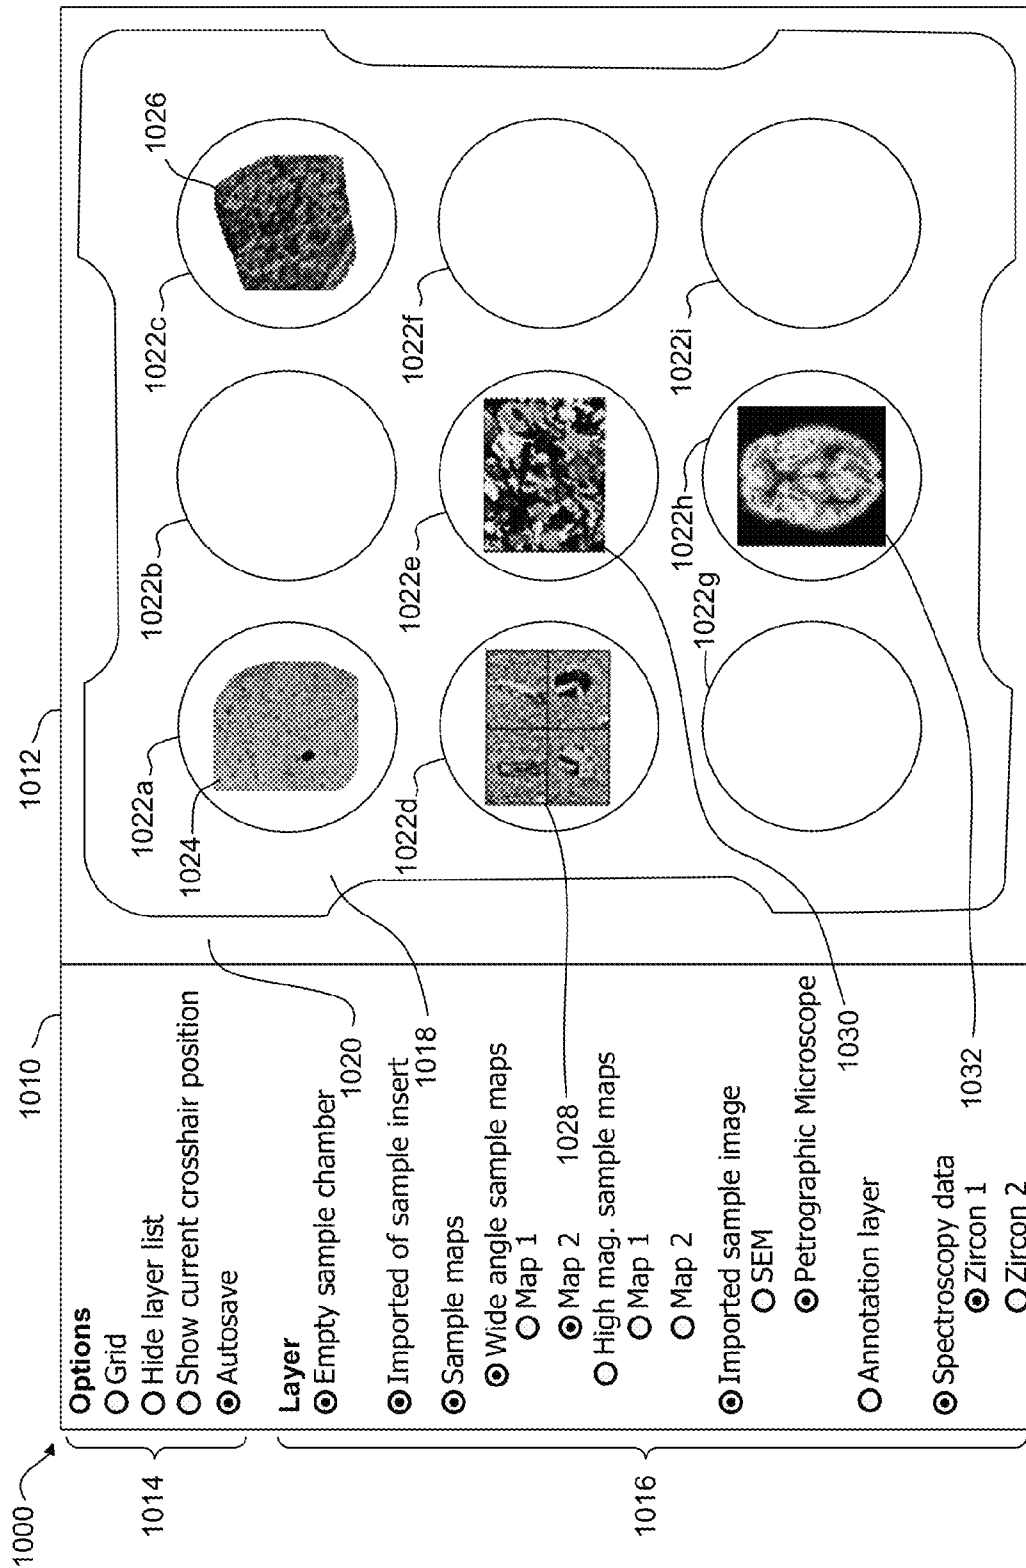 1000
1010
1012
1014
Options
Grid
Hide layer list
Show current crosshair position
Autosave
1016
Layer
Empty sample chamber
Imported of sample insert
Sample maps
Wide angle sample maps
Map 1
Map 2
High mag. sample maps
Map 1
Map 2
Imported sample image
SEM
Petrographic Microscope
Annotation layer
Spectroscopy data
Zircon 1
Zircon 2
1020
1018
1028
1030
1032
1022a
1024
1022b
1022c
1026
1022d
1022e
1022f
1022g
1022h
1022i